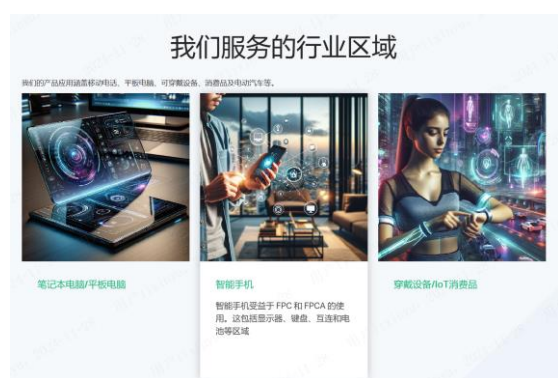 我们服务的行业区域
我们的产品应用涵盖移动电话、平板电脑、可穿戴设备、消费品及电动汽车等。
笔记本电脑/平板电脑
智能手机
穿戴设备/IoT消费品
智能手机受益于 FPC 和 FPCA 的使
用。这包括显示器、键盘、互连和电
池等区域